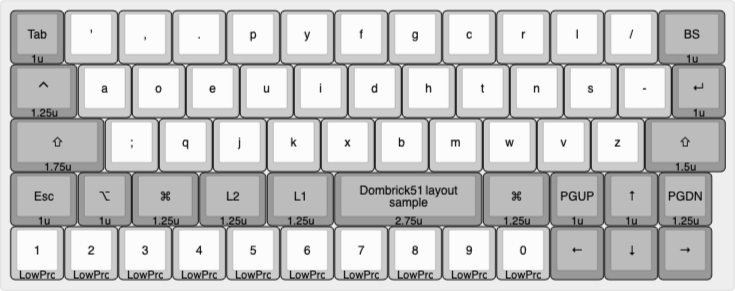 Tab ' , . p y f g c r l / BS
1u 1u
^ a o e u i d h t n s - ↵
1.25u 1u
⇧ ; q j k x b m w v z ⇧
1.75u 1.5u
Esc ⌥ ⌘ L2 L1 Dombrick51 layout ⌘ PGUP ↑ PGDN
sample
1u 1u 1.25u 1.25u 1.25u 2.75u 1.25u 1u 1u 1.25u
1 2 3 4 5 6 7 8 9 0 ← ↓ →
LowPrc LowPrc LowPrc LowPrc LowPrc LowPrc LowPrc LowPrc LowPrc LowPrc